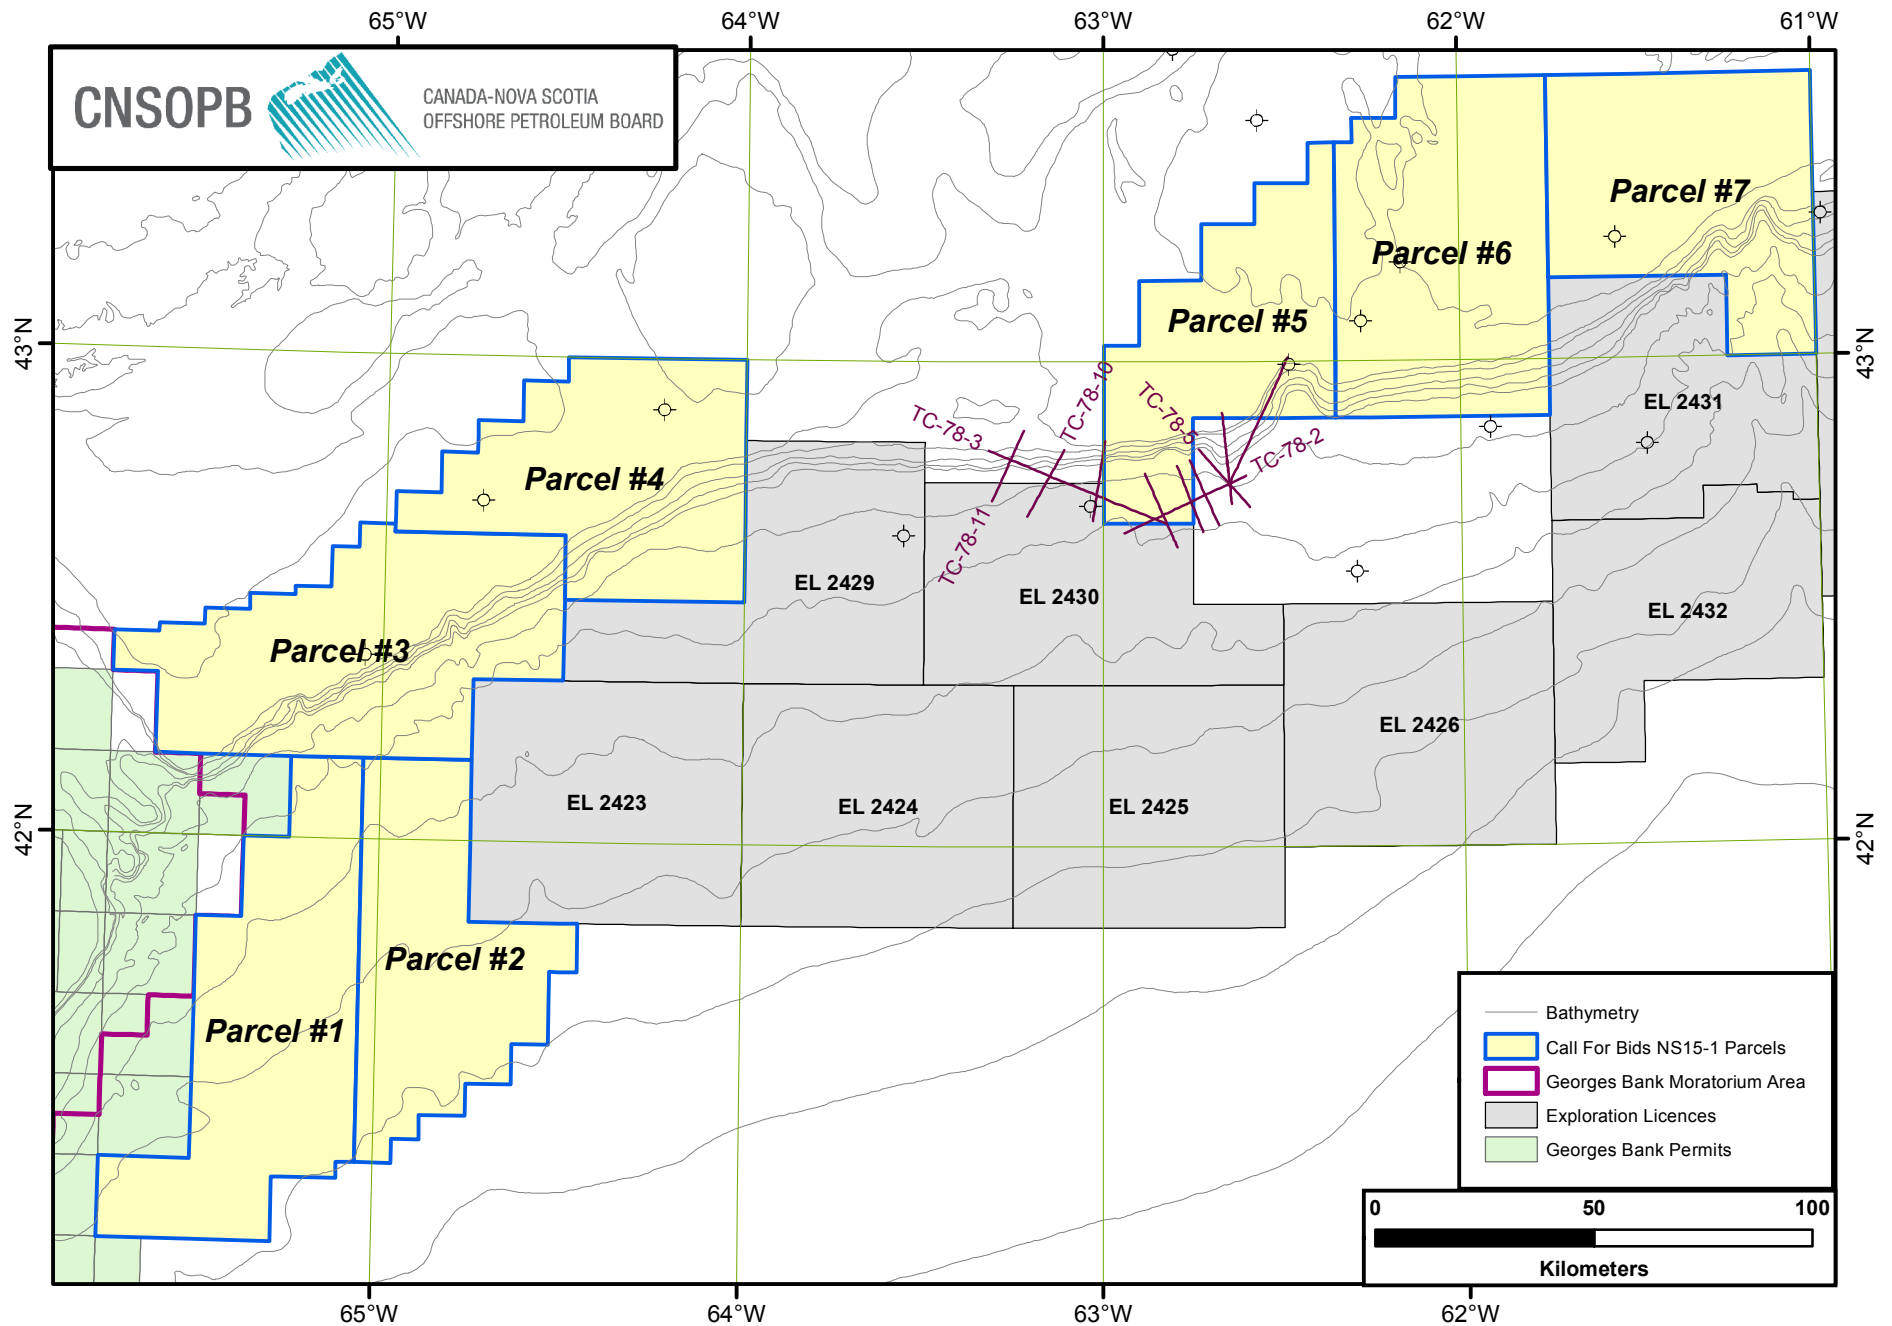 65°W
64°W
63°W
62°W
61°W
CNSOPB
CANADA-NOVA SCOTIA
OFFSHORE PETROLEUM BOARD
Parcel #7
Parcel #6
Parcel #5
43°N
43°N
TC-78-10
TC-78-5
TC-78-3
TC-78-2
EL 2431
Parcel #4
TC-78-11
EL 2429
EL 2430
EL 2432
Parcel #3
EL 2426
EL 2423
EL 2424
EL 2425
42°N
42°N
Parcel #2
Parcel #1
Bathymetry
Call For Bids NS15-1 Parcels
Georges Bank Moratorium Area
Exploration Licences
Georges Bank Permits
0 50 100
Kilometers
65°W
64°W
63°W
62°W